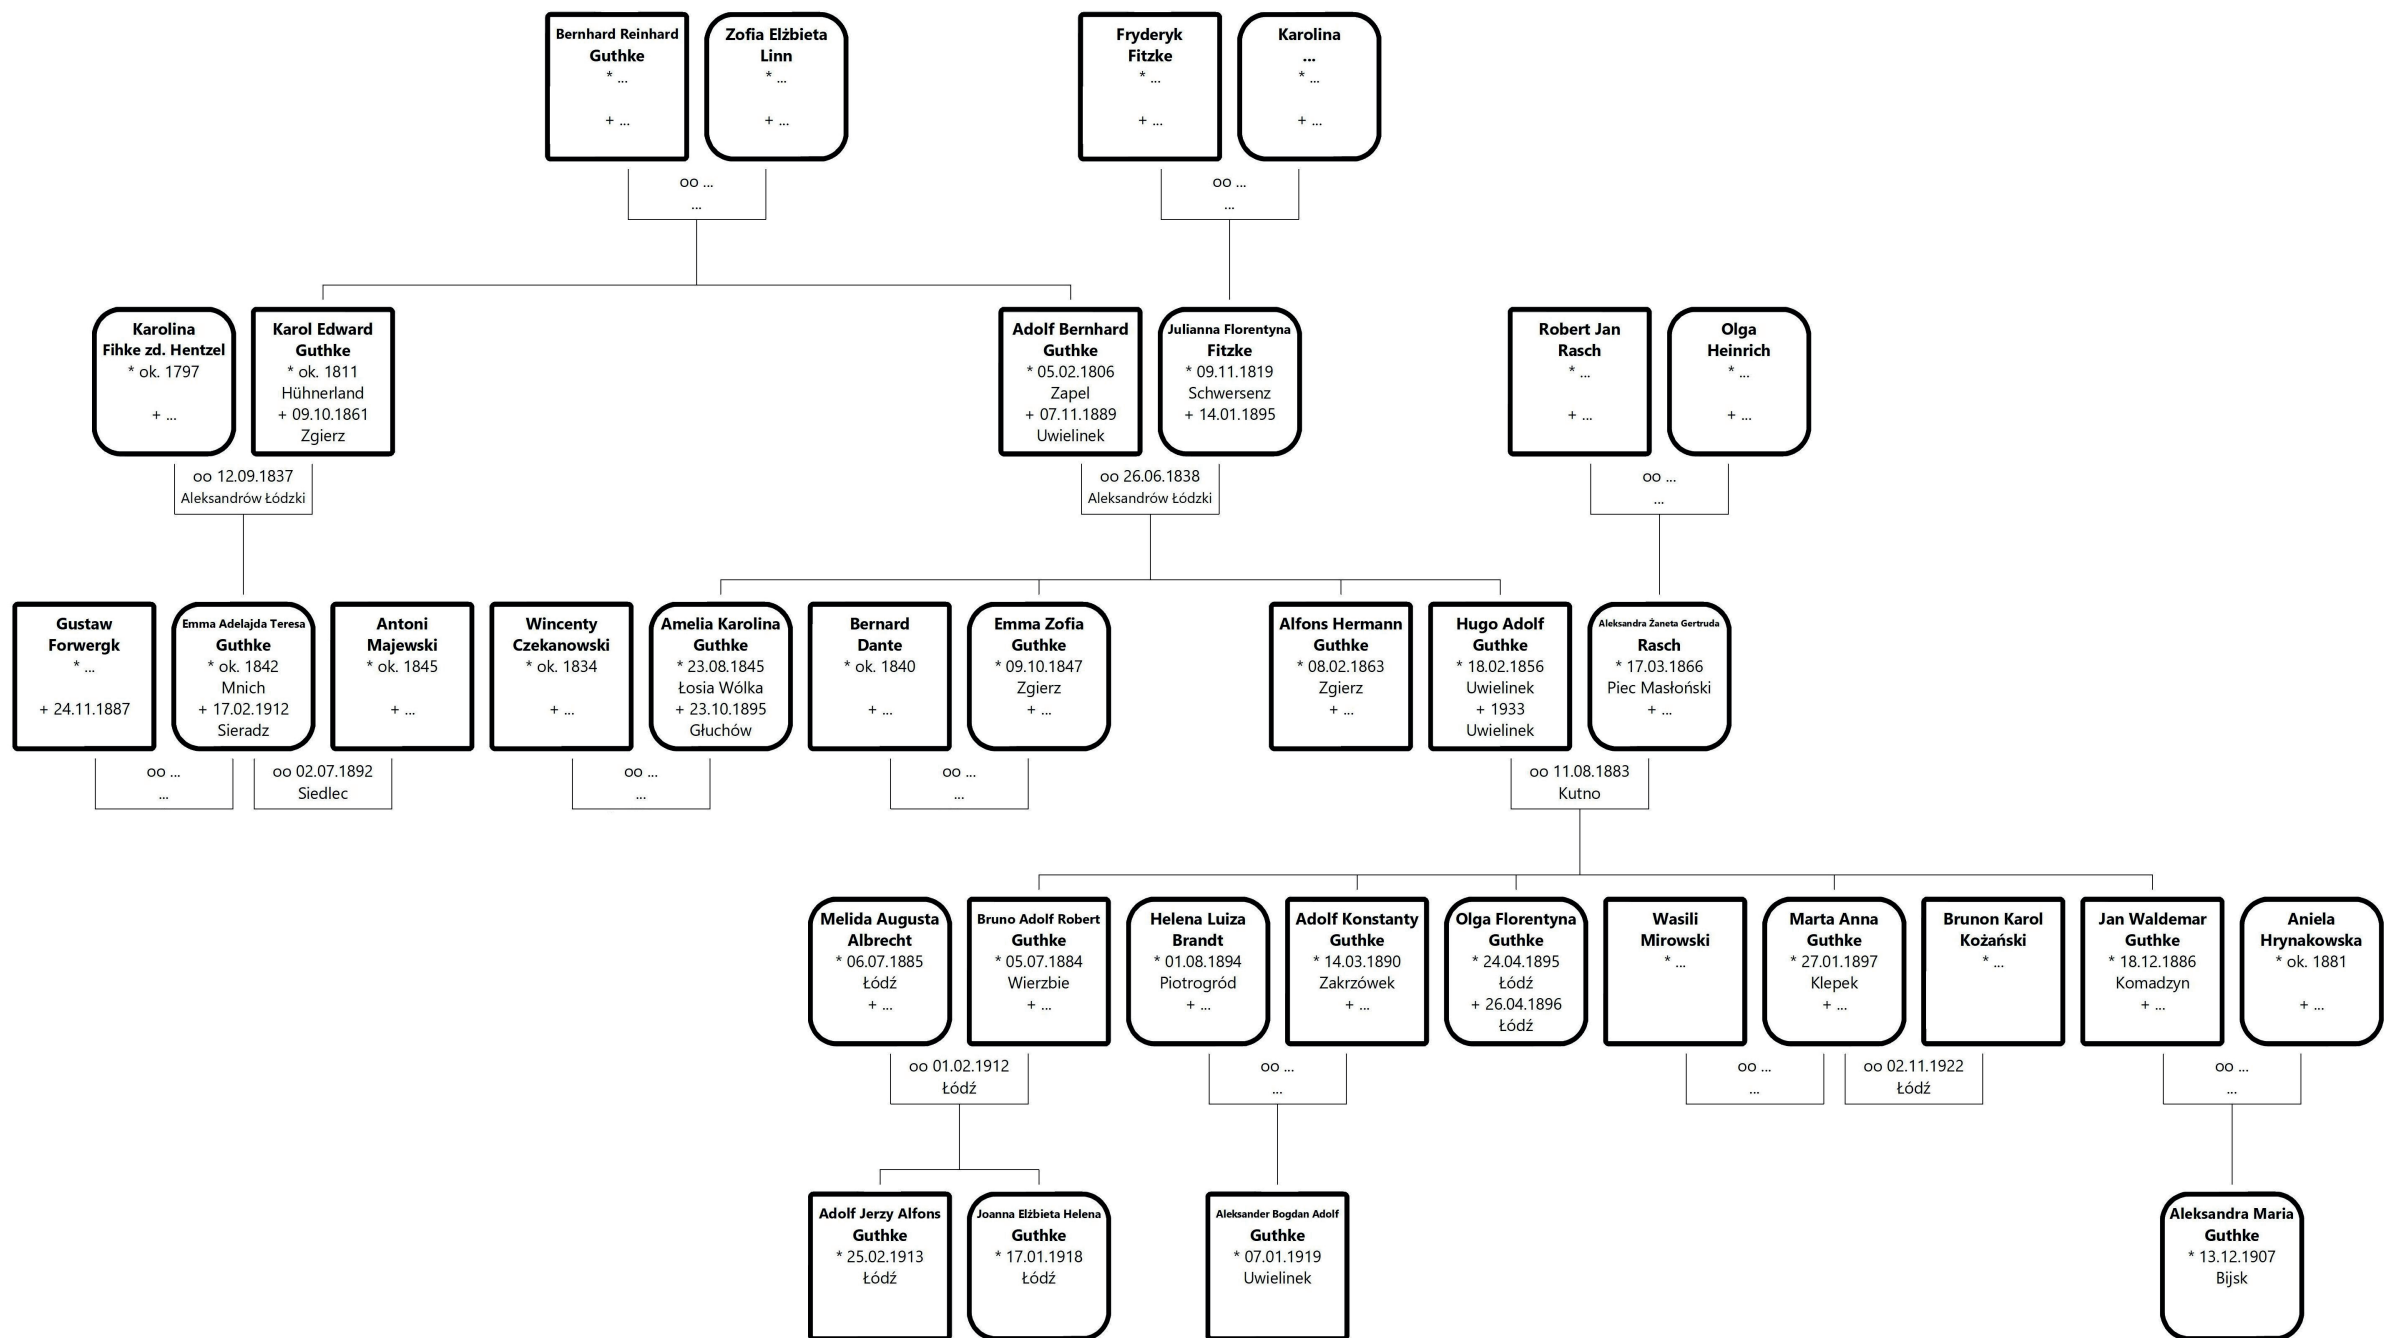 Bernhard Reinhard
Guthke
* ...
+ ...
Zofia Elżbieta
Linn
* ...
+ ...
oo ...
...
Fryderyk
Fitzke
* ...
+ ...
Karolina
...
* ...
+ ...
oo ...
...
Karolina
Fihke zd. Hentzel
* ok. 1797
+ ...
Karol Edward
Guthke
* ok. 1811
Hühnerland
+ 09.10.1861
Zgierz
oo 12.09.1837
Aleksandrów Łódzki
Adolf Bernhard
Guthke
* 05.02.1806
Zapel
+ 07.11.1889
Uwielinek
Julianna Florentyna
Fitzke
* 09.11.1819
Schwersenz
+ 14.01.1895
oo 26.06.1838
Aleksandrów Łódzki
Robert Jan
Rasch
* ...
+ ...
Olga
Heinrich
* ...
+ ...
oo ...
...
Gustaw
Forwergk
* ...
+ 24.11.1887
Emma Adelajda Teresa
Guthke
* ok. 1842
Mnich
+ 17.02.1912
Sieradz
Antoni
Majewski
* ok. 1845
+ ...
oo ...
...
oo 02.07.1892
Siedlec
Wincenty
Czekanowski
* ok. 1834
+ ...
Amelia Karolina
Guthke
* 23.08.1845
Łosia Wólka
+ 23.10.1895
Głuchów
oo ...
...
Bernard
Dante
* ok. 1840
+ ...
Emma Zofia
Guthke
* 09.10.1847
Zgierz
+ ...
oo ...
...
Alfons Hermann
Guthke
* 08.02.1863
Zgierz
+ ...
Hugo Adolf
Guthke
* 18.02.1856
Uwielinek
+ 1933
Uwielinek
Aleksandra Żaneta Gertruda
Rasch
* 17.03.1866
Piec Masłoński
+ ...
oo 11.08.1883
Kutno
Melida Augusta
Albrecht
* 06.07.1885
Łódź
+ ...
Bruno Adolf Robert
Guthke
* 05.07.1884
Wierzbie
+ ...
oo 01.02.1912
Łódź
Helena Luiza
Brandt
* 01.08.1894
Piotrogród
+ ...
Adolf Konstanty
Guthke
* 14.03.1890
Zakrzówek
+ ...
oo ...
...
Olga Florentyna
Guthke
* 24.04.1895
Łódź
+ 26.04.1896
Łódź
Wasili
Mirowski
* ...
Marta Anna
Guthke
* 27.01.1897
Klepek
+ ...
Brunon Karol
Kożański
* ...
oo ...
...
oo 02.11.1922
Łódź
Jan Waldemar
Guthke
* 18.12.1886
Komadzyn
+ ...
Aniela
Hrynakowska
* ok. 1881
+ ...
oo ...
...
Adolf Jerzy Alfons
Guthke
* 25.02.1913
Łódź
Joanna Elżbieta Helena
Guthke
* 17.01.1918
Łódź
Aleksander Bogdan Adolf
Guthke
* 07.01.1919
Uwielinek
Aleksandra Maria
Guthke
* 13.12.1907
Bijsk